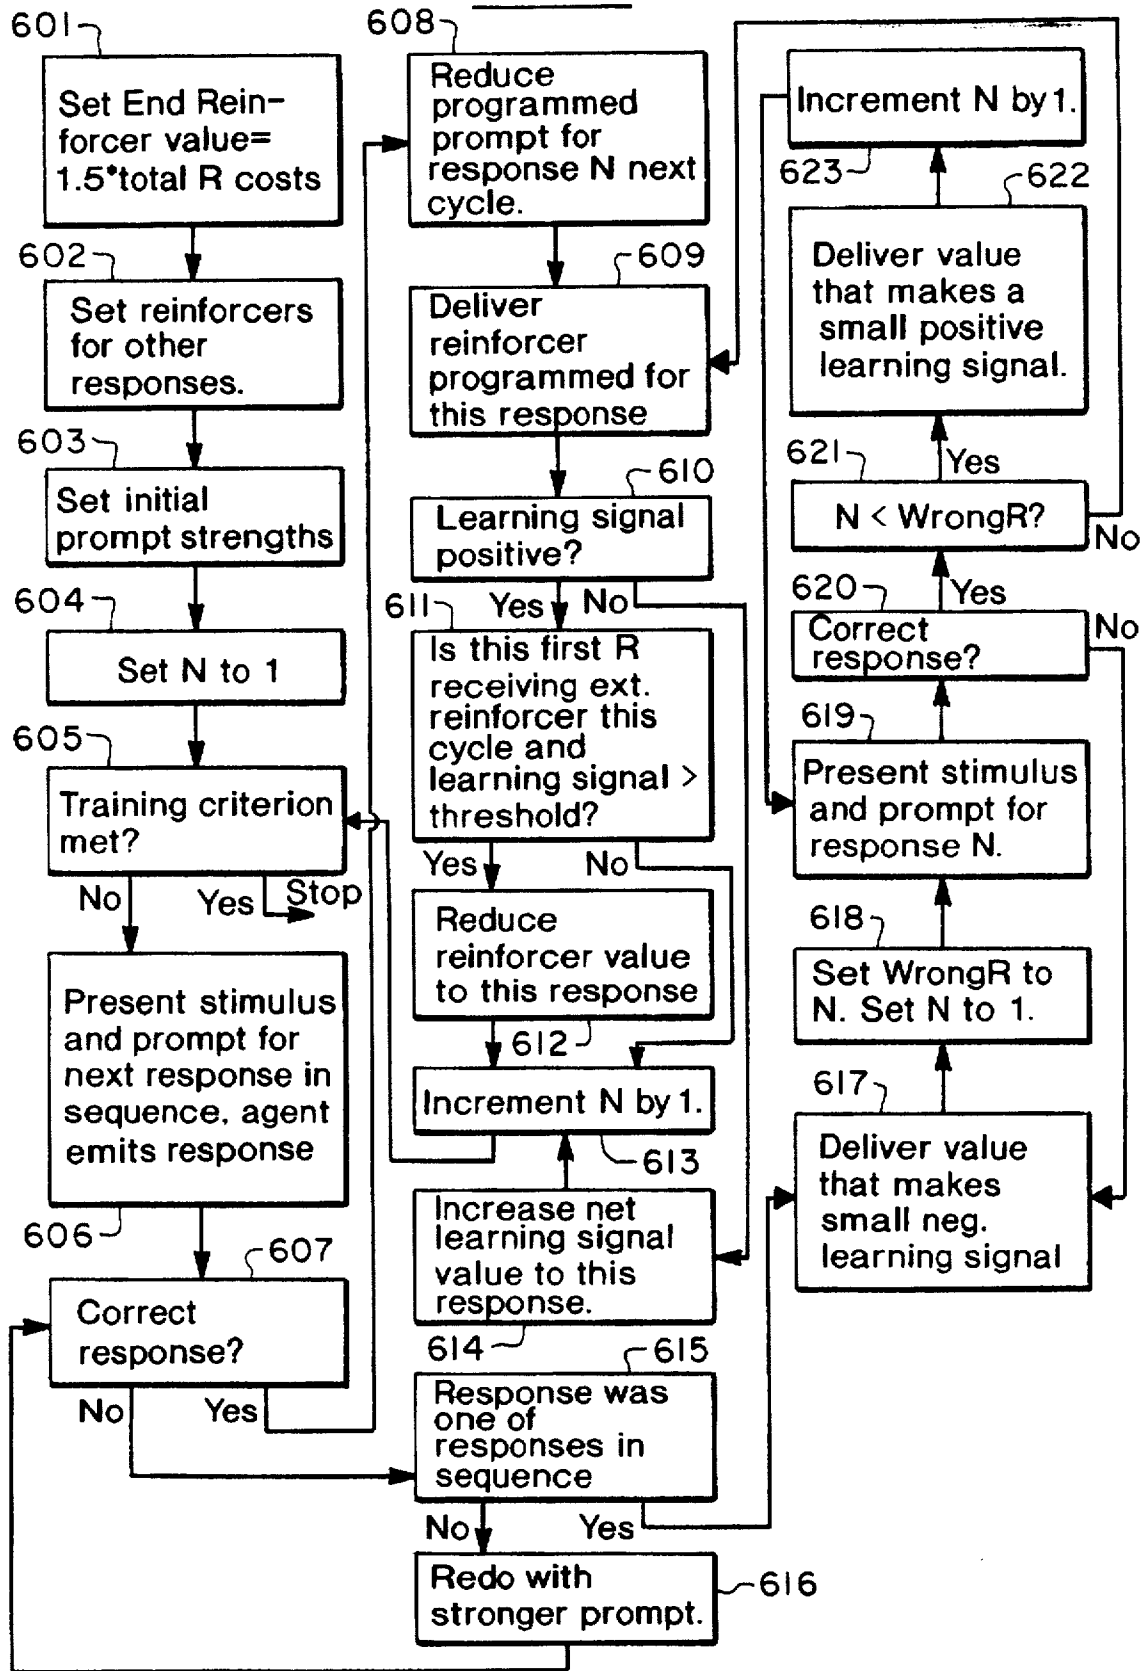 601
Set End Rein-
forcer value=
1.5*total R costs
602
Set reinforcers
for other
responses.
603
Set initial
prompt strengths
604
Set N to 1
605
Training criterion
met?
No
Yes
Stop
Present stimulus
and prompt for
next response in
sequence, agent
emits response
606
607
Correct
response?
No
Yes
608
Reduce
programmed
prompt for
response N next
cycle.
609
Deliver
reinforcer
programmed for
this response
610
Learning signal
positive?
611
Yes
No
Is this first R
receiving ext.
reinforcer this
cycle and
learning signal >
threshold?
Yes
No
Reduce
reinforcer value
to this response
612
Increment N by 1.
613
Increase net
learning signal
value to this
response.
614
615
Response was
one of
responses in
sequence
No
Yes
Redo with
stronger prompt.
616
Increment N by 1.
623
622
Deliver value
that makes a
small positive
learning signal.
621
Yes
N < WrongR?
No
620
Yes
Correct
response?
No
619
Present stimulus
and prompt for
response N.
618
Set WrongR to
N. Set N to 1.
617
Deliver value
that makes
small neg.
learning signal